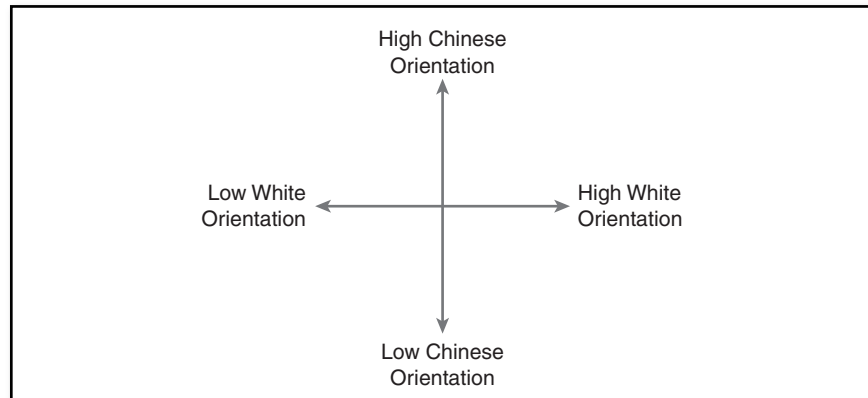 High Chinese
Orientation
Low White
Orientation
High White
Orientation
Low Chinese
Orientation